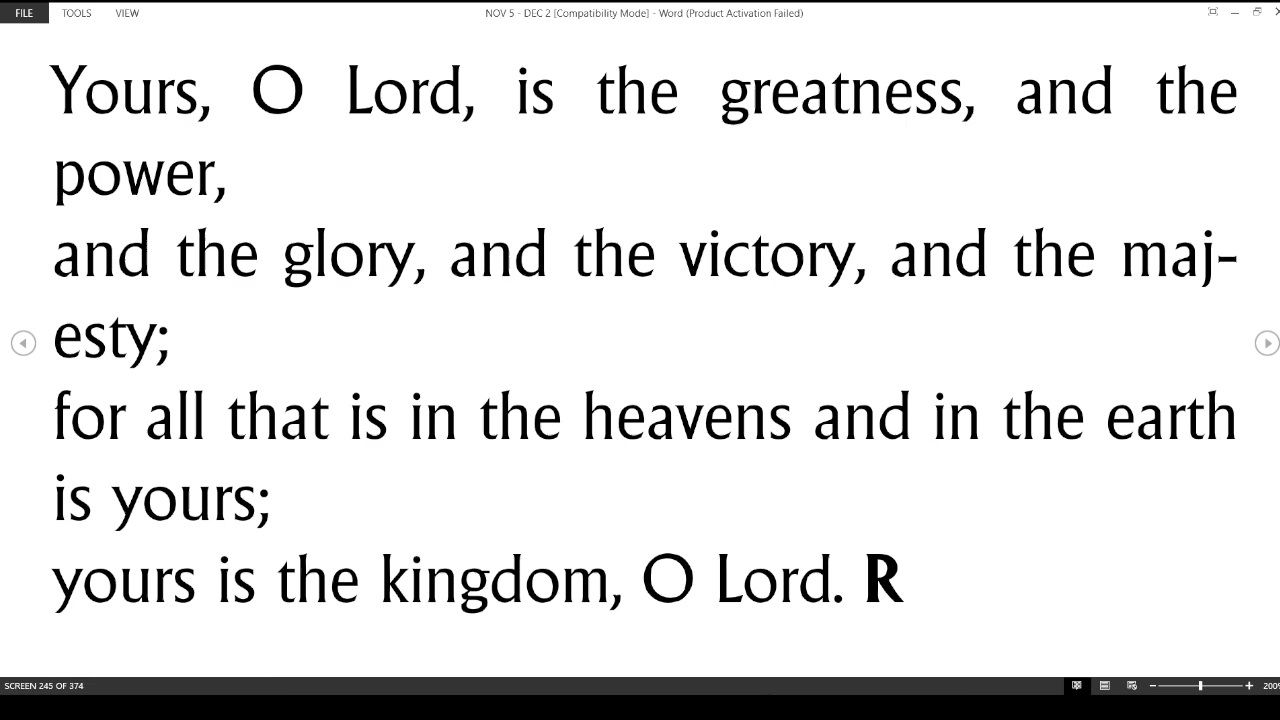 FILE TOOLS VIEW NOV 5 - DEC 2 [Compatibility Mode] - Word (Product Activation Failed)
Yours, O Lord, is the greatness, and the
power,
and the glory, and the victory, and the maj-
esty;
for all that is in the heavens and in the earth
is yours;
yours is the kingdom, O Lord. R
SCREEN 245 OF 374 200%